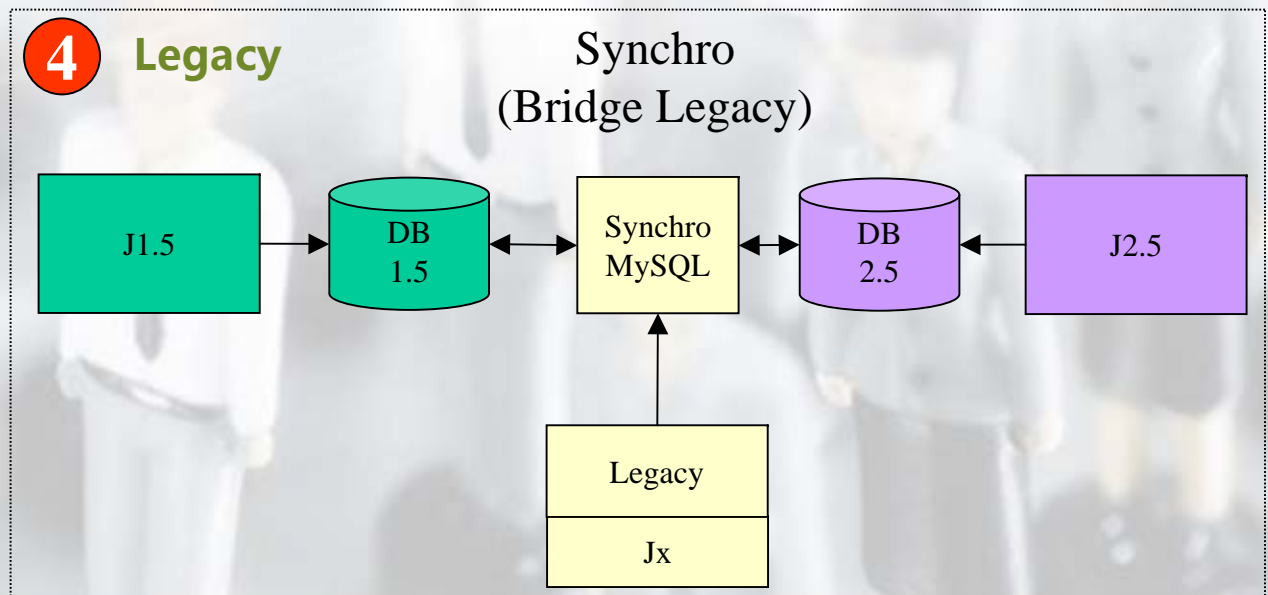 4 Legacy
Synchro
(Bridge Legacy)
J1.5
DB
1.5
Synchro
MySQL
DB
2.5
J2.5
Legacy
Jx